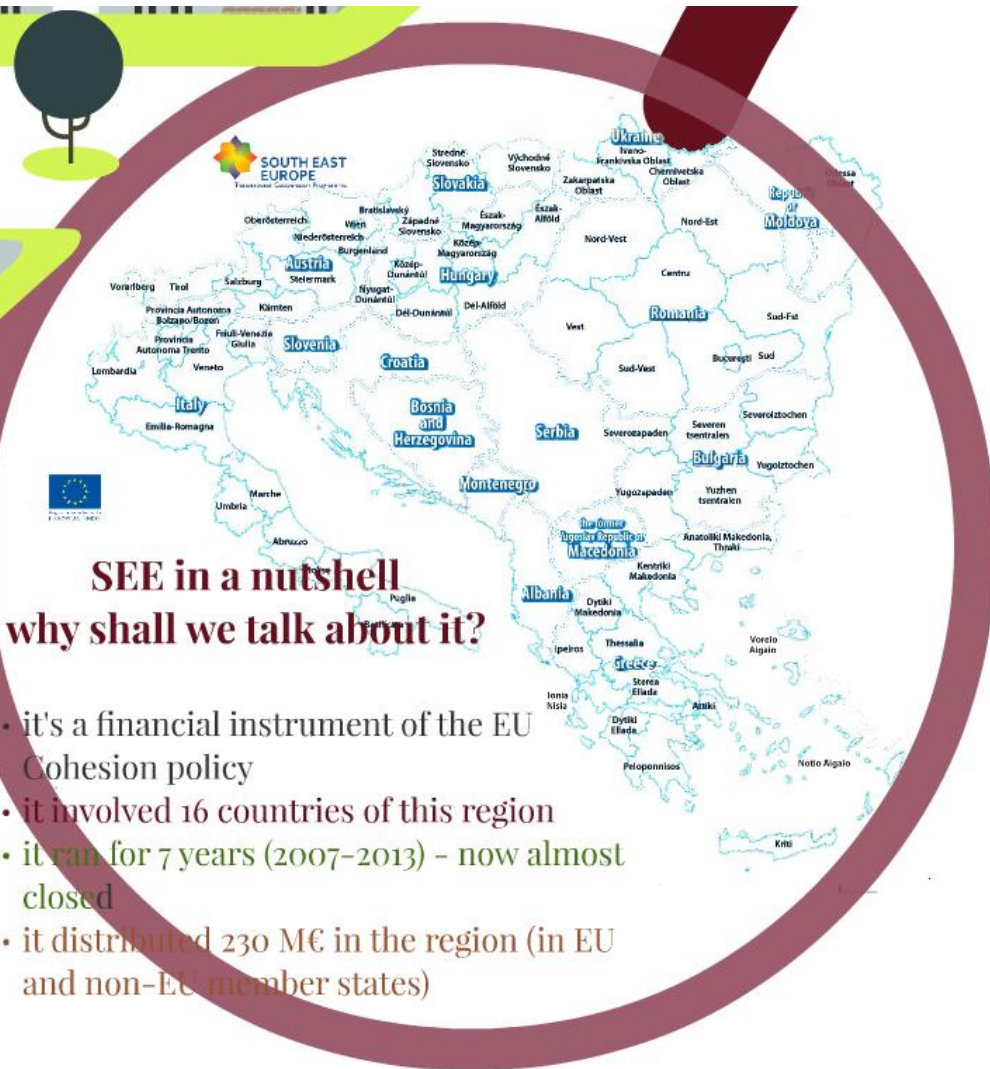 SOUTH EAST
EUROPE
Transnational Cooperation Programme
Ukraine
Ivano-
Frankivska Oblast
Chernivetska
Oblast
Zakarpatska
Oblast
Odessa
Oblast
Republic
of
Moldova
Stredné
Slovensko
Východné
Slovensko
Slovakia
Bratislavský
Západné
Slovensko
Észak-
Magyarország
Észak-
Alföld
Közép-
Magyarország
Hungary
Közép-
Dunántúl
Nyugat-
Dunántúl
Dél-Dunántúl
Dél-Alföld
Oberösterreich
Wien
Niederösterreich
Burgenland
Austria
Steiermark
Salzburg
Vorarlberg
Tirol
Kärnten
Provincia Autonoma
Bolzano/Bozen
Provincia
Autonoma Trento
Friuli-Venezia
Giulia
Lombardia
Veneto
Italy
Emilia-Romagna
Slovenia
Croatia
Bosnia
and
Herzegovina
Serbia
Montenegro
Nord-Vest
Nord-Est
Centru
Romania
Vest
Sud-Est
Sud-Vest
București
Sud
Severozapaden
Severen
tsentralen
Severoiztochen
Bulgaria
Yugoiztochen
Yugozapaden
Yuzhen
tsentralen
the former
Yugoslav Republic of
Macedonia
Anatoliki Makedonia,
Thraki
Kentriki
Makedonia
Albania
Dytiki
Makedonia
Ipeiros
Thessalia
Greece
Voreio
Aigaio
Sterea
Ellada
Ionia
Nisia
Dytiki
Ellada
Attiki
Peloponnisos
Notio Aigaio
Kriti
Marche
Umbria
Abruzzo
Molise
Puglia
Basilicata
SEE in a nutshell
why shall we talk about it?
• it's a financial instrument of the EU
Cohesion policy
• it involved 16 countries of this region
• it ran for 7 years (2007-2013) - now almost
closed
• it distributed 230 M€ in the region (in EU
and non-EU member states)